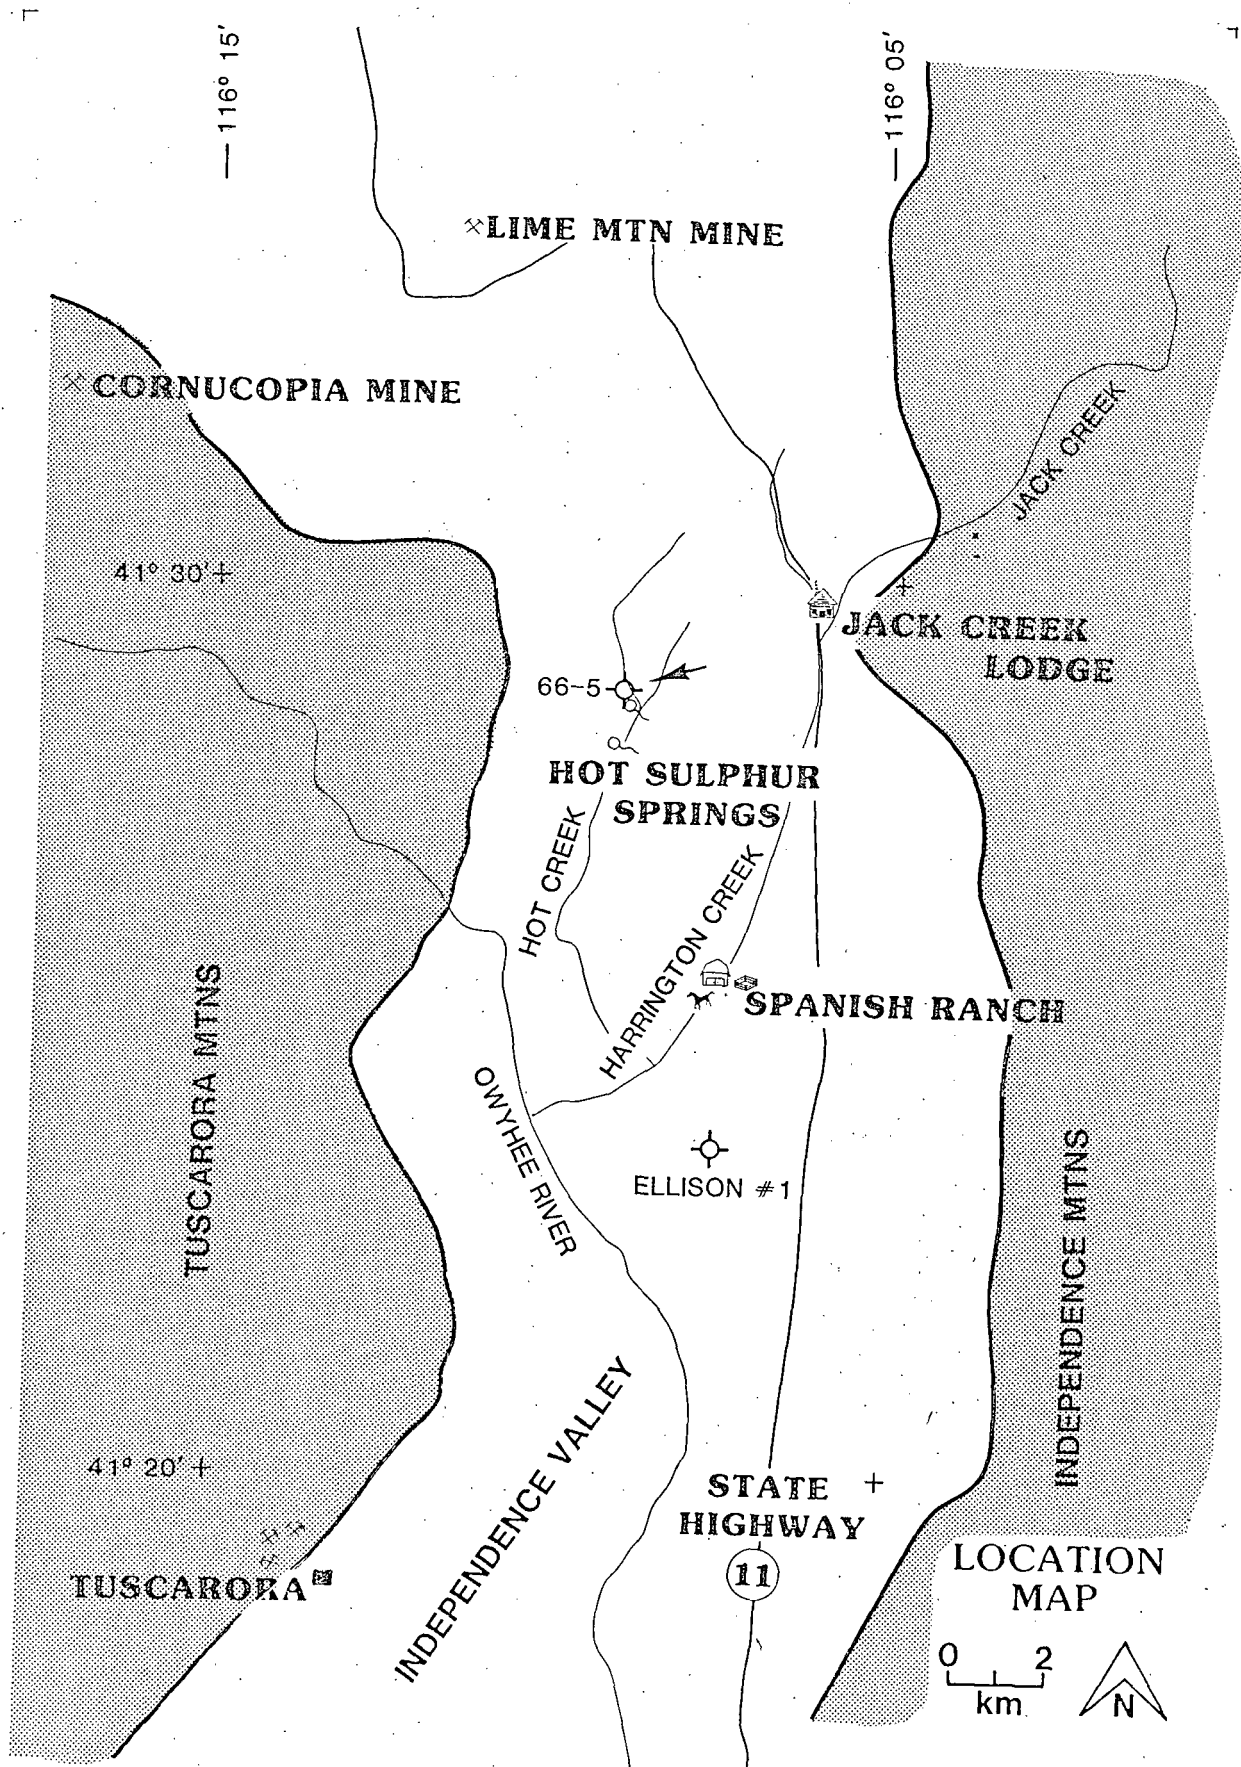 116° 15'
116° 05'
LIME MTN MINE
CORNUCOPIA MINE
JACK CREEK
41° 30'
JACK CREEK
LODGE
66-5
HOT SULPHUR
SPRINGS
HOT CREEK
HARRINGTON CREEK
SPANISH RANCH
TUSCARORA MTNS
OWYHEE RIVER
ELLISON #1
INDEPENDENCE MTNS
INDEPENDENCE VALLEY
41° 20'
STATE
HIGHWAY
11
TUSCARORA
LOCATION
MAP
0 2
km
N